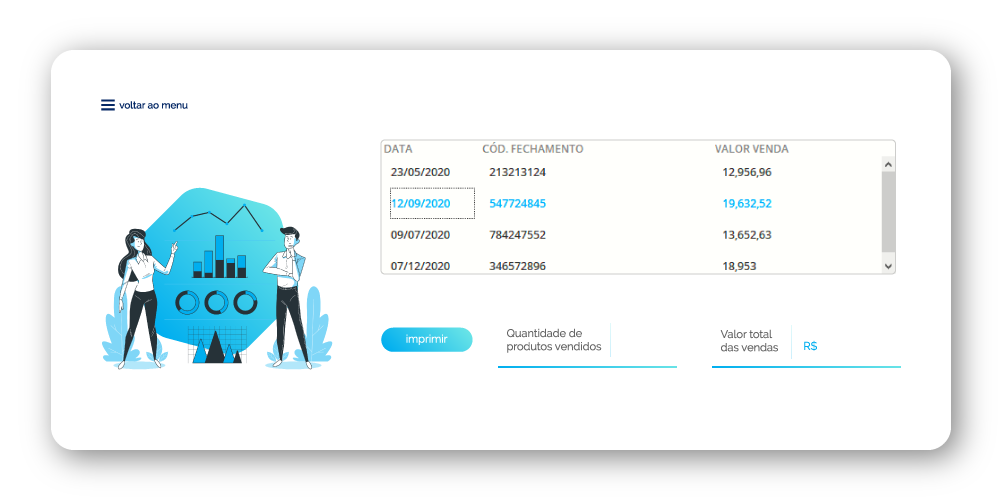 voltar ao menu
DATA CÓD. FECHAMENTO VALOR VENDA
23/05/2020 213213124 12,956,96
12/09/2020 547724845 19,632,52
09/07/2020 784247552 13,652,63
07/12/2020 346572896 18,953
imprimir
Quantidade de
produtos vendidos
Valor total
das vendas
R$